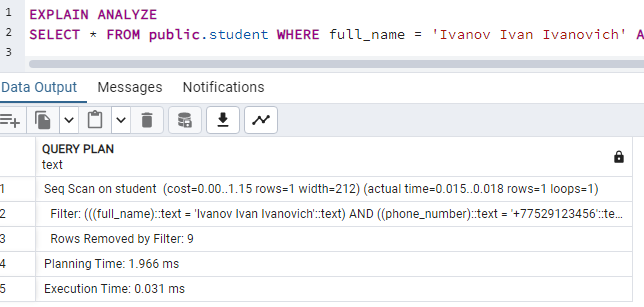 1 EXPLAIN ANALYZE
2 SELECT * FROM public.student WHERE full_name = 'Ivanov Ivan Ivanovich' A
3
Data Output Messages Notifications
QUERY PLAN
text
1 Seq Scan on student (cost=0.00..1.15 rows=1 width=212) (actual time=0.015..0.018 rows=1 loops=1)
2 Filter: (((full_name)::text = 'Ivanov Ivan Ivanovich'::text) AND ((phone_number)::text = '+77529123456'::te...
3 Rows Removed by Filter: 9
4 Planning Time: 1.966 ms
5 Execution Time: 0.031 ms